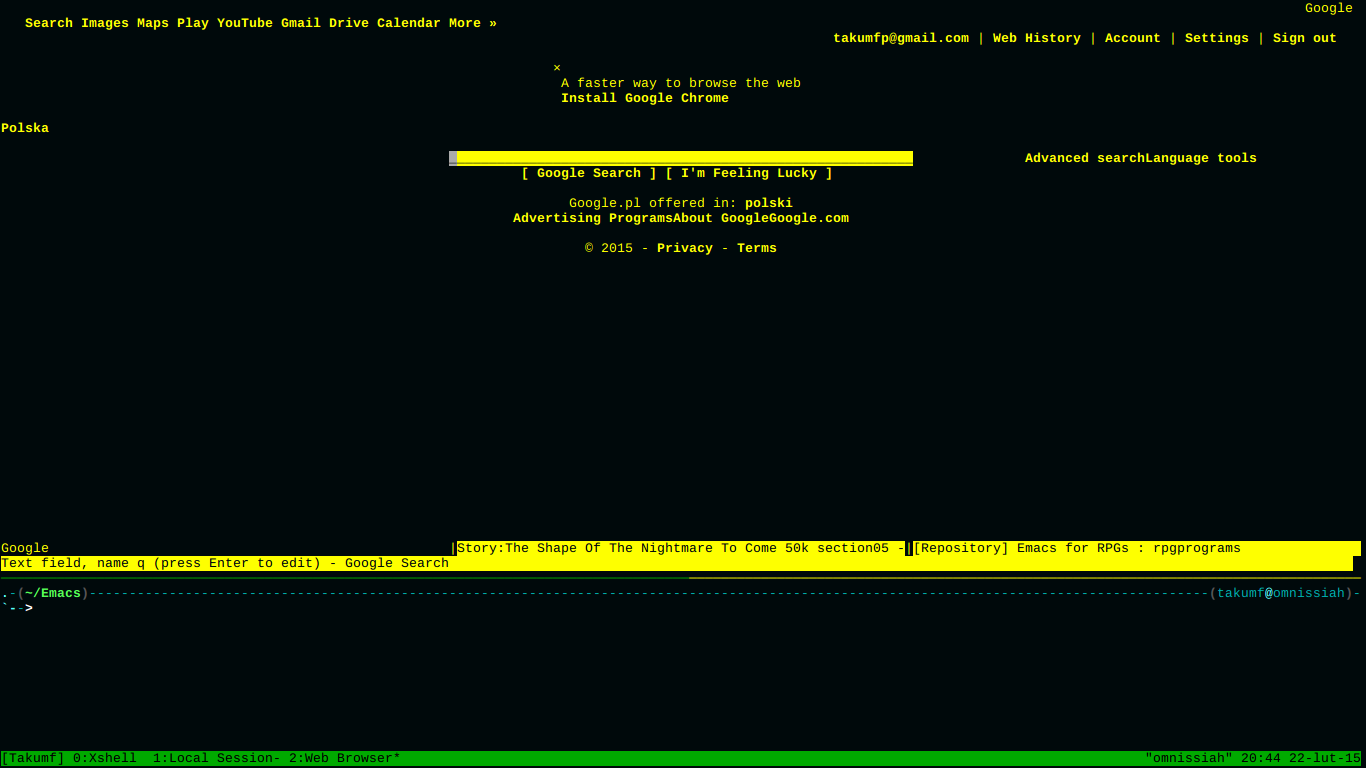 Google
Search Images Maps Play YouTube Gmail Drive Calendar More »
takumfp@gmail.com | Web History | Account | Settings | Sign out
×
A faster way to browse the web
Install Google Chrome
Polska
Advanced searchLanguage tools
[ Google Search ] [ I'm Feeling Lucky ]
Google.pl offered in: polski
Advertising ProgramsAbout GoogleGoogle.com
© 2015 - Privacy - Terms
Google |Story:The Shape Of The Nightmare To Come 50k section05 -|[Repository] Emacs for RPGs : rpgprograms
Text field, name q (press Enter to edit) - Google Search
.-(~/Emacs)--------------------------------------------------------------------------------------------------------------------------------------------(takumf@omnissiah)-
`-->
[Takumf] 0:Xshell  1:Local Session- 2:Web Browser* "omnissiah" 20:44 22-lut-15